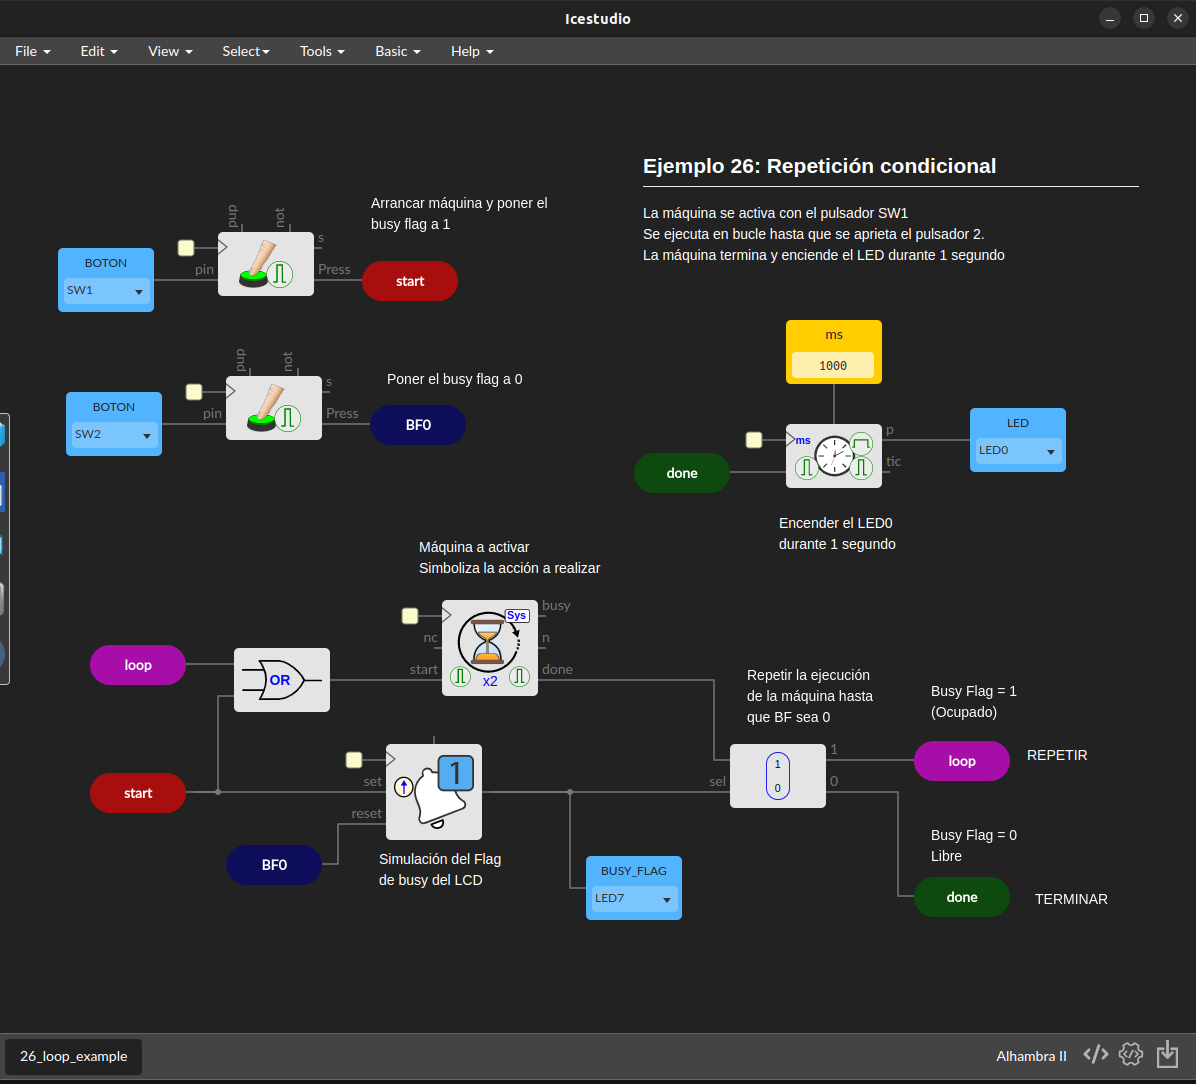 Icestudio
File Edit View Select Tools Basic Help
Ejemplo 26: Repetición condicional
La máquina se activa con el pulsador SW1
Se ejecuta en bucle hasta que se aprieta el pulsador 2.
La máquina termina y enciende el LED durante 1 segundo
Arrancar máquina y poner el
busy flag a 1
pup not
s
BOTON
SW1
pin
Press
start
Poner el busy flag a 0
pup not
s
BOTON
SW2
pin
Press
BF0
ms
1000
ms
p
tic
done
LED
LED0
Encender el LED0
durante 1 segundo
Máquina a activar
Simboliza la acción a realizar
Sys
busy
nc
n
start
x2
done
loop
OR
start
set
reset
1
BF0
Simulación del Flag
de busy del LCD
BUSY_FLAG
LED7
Repetir la ejecución
de la máquina hasta
que BF sea 0
sel
1
0
1
0
Busy Flag = 1
(Ocupado)
loop
REPETIR
Busy Flag = 0
Libre
done
TERMINAR
26_loop_example
Alhambra II